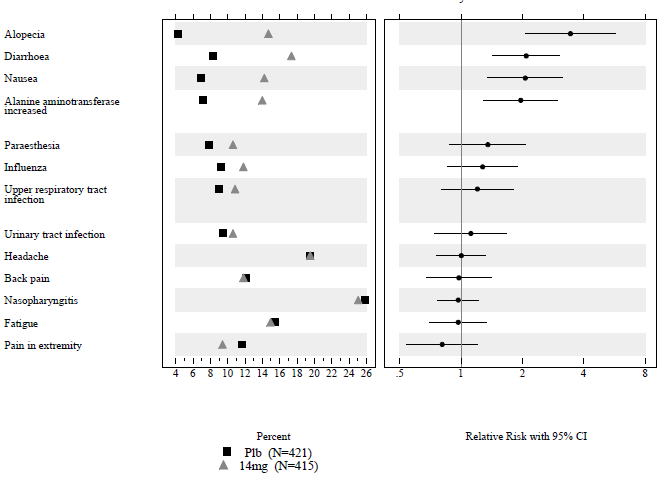 Alopecia
Diarrhoea
Nausea
Alanine aminotransferase
increased
Paraesthesia
Influenza
Upper respiratory tract
infection
Urinary tract infection
Headache
Back pain
Nasopharyngitis
Fatigue
Pain in extremity
4 6 8 10 12 14 16 18 20 22 24 26
.5 1 2 4 8
Percent
Relative Risk with 95% CI
Plb (N=421)
14mg (N=415)